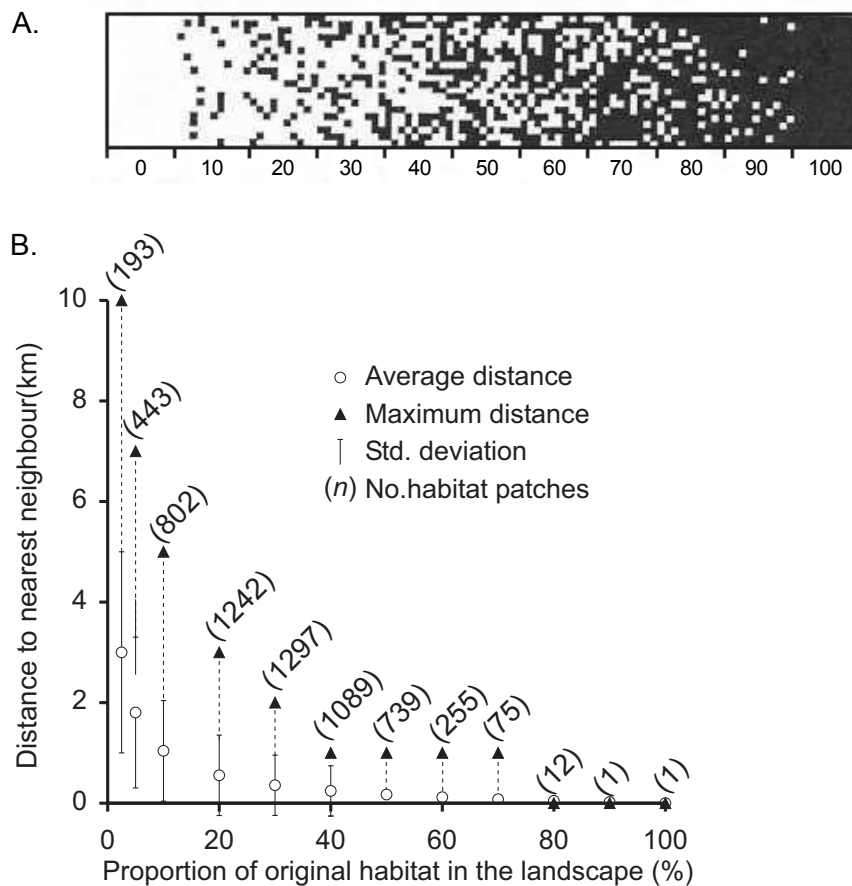 A.
0 10 20 30 40 50 60 70 80 90 100
B.
(193)
(443)
(802)
(1242)
(1297)
(1089)
(739)
(255)
(75)
(12)
(1)
(1)
10
8
6
4
2
0
Distance to nearest neighbour(km)
Average distance
Maximum distance
Std. deviation
(n) No.habitat patches
0 20 40 60 80 100
Proportion of original habitat in the landscape (%)